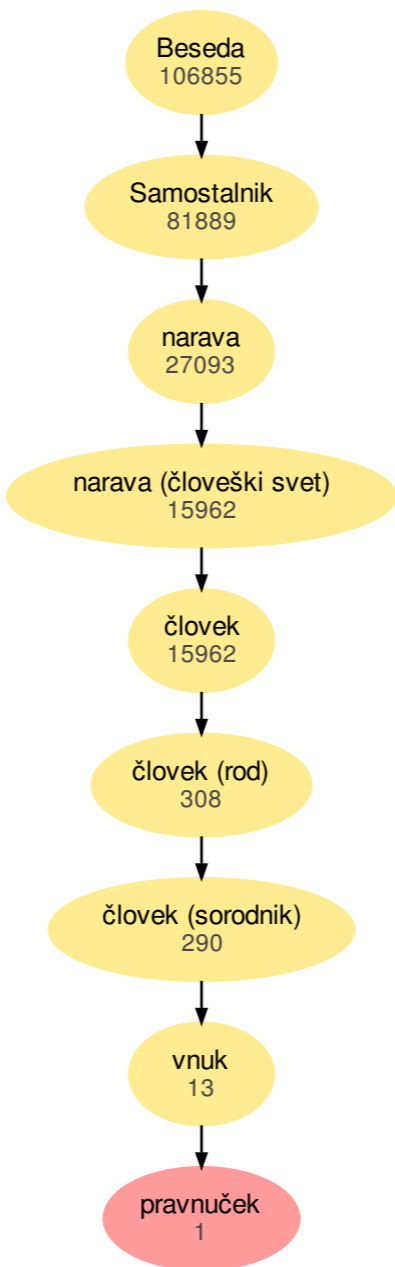 Beseda
106855
Samostalnik
81889
narava
27093
narava (človeški svet)
15962
človek
15962
človek (rod)
308
človek (sorodnik)
290
vnuk
13
pravnuček
1